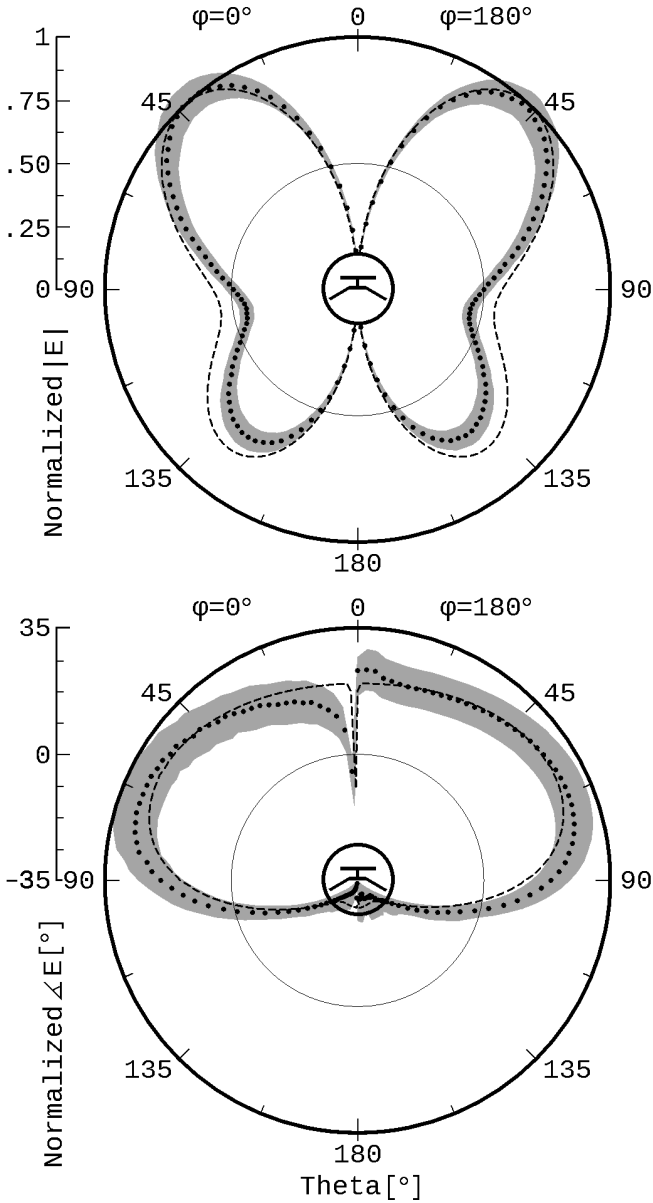 φ=0° 0 φ=180°
1
.75 45 45
.50
.25
0 90 90
Normalized |E|
135 135
180
φ=0° 0 φ=180°
35
45 45
0
-35 90 90
Normalized ∡E[°]
135 135
180
Theta[°]